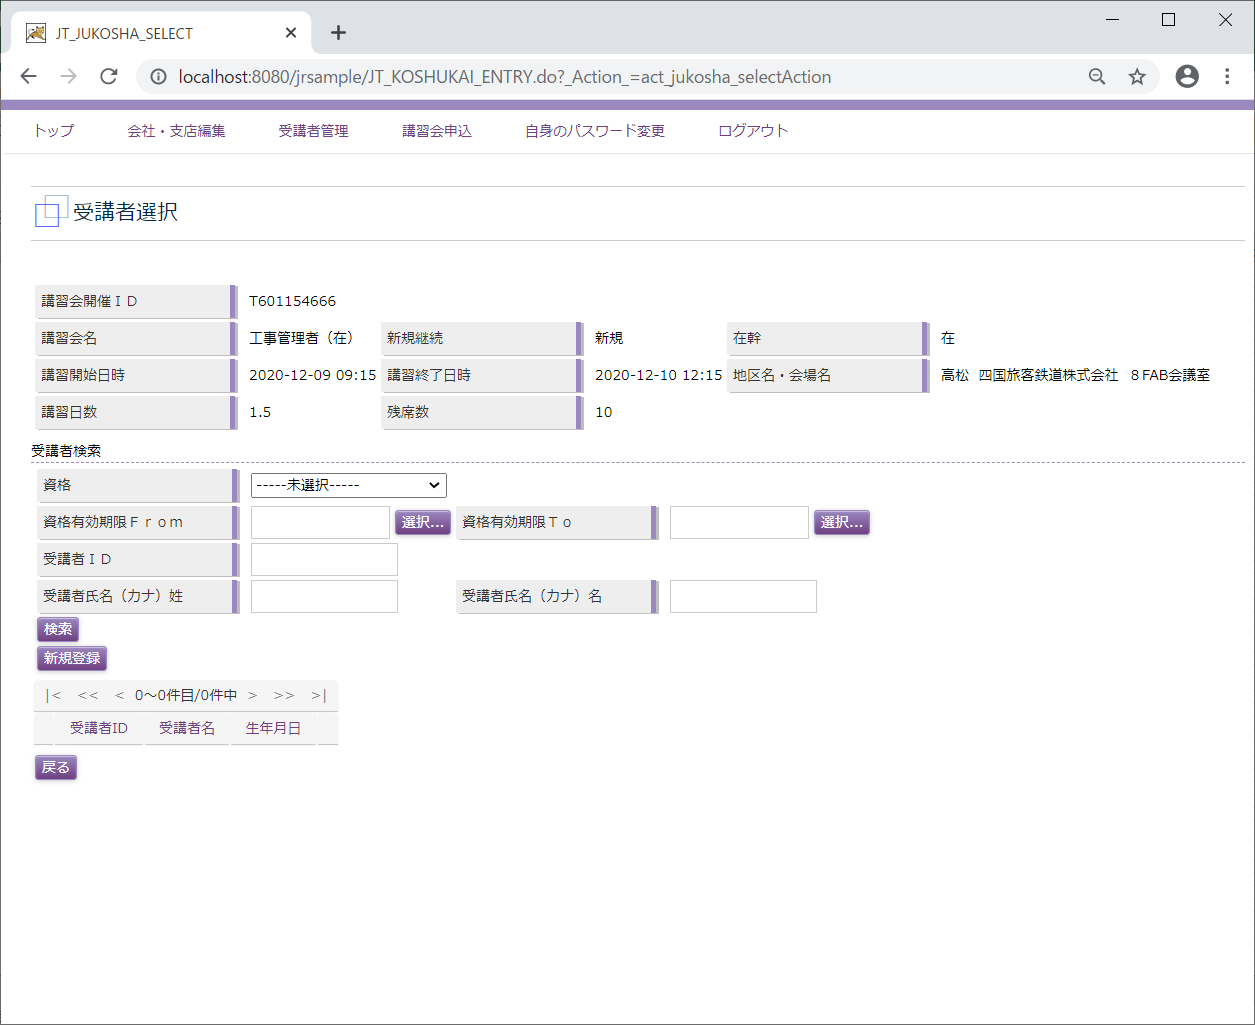 JT_JUKOSHA_SELECT
localhost:8080/jrsample/JT_KOSHUKAI_ENTRY.do?_Action_=act_jukosha_selectAction
トップ 会社・支店編集 受講者管理 講習会申込 自身のパスワード変更 ログアウト
受講者選択
講習会開催ＩＤ T601154666
講習会名 工事管理者（在） 新規継続 新規 在幹 在
講習開始日時 2020-12-09 09:15 講習終了日時 2020-12-10 12:15 地区名・会場名 高松 四国旅客鉄道株式会社 ８FAB会議室
講習日数 1.5 残席数 10
受講者検索
資格 -----未選択-----
資格有効期限Ｆｒｏｍ 選択... 資格有効期限Ｔｏ 選択...
受講者ＩＤ
受講者氏名（カナ）姓 受講者氏名（カナ）名
検索
新規登録
|< << < 0～0件目/0件中 > >> >|
受講者ID 受講者名 生年月日
戻る